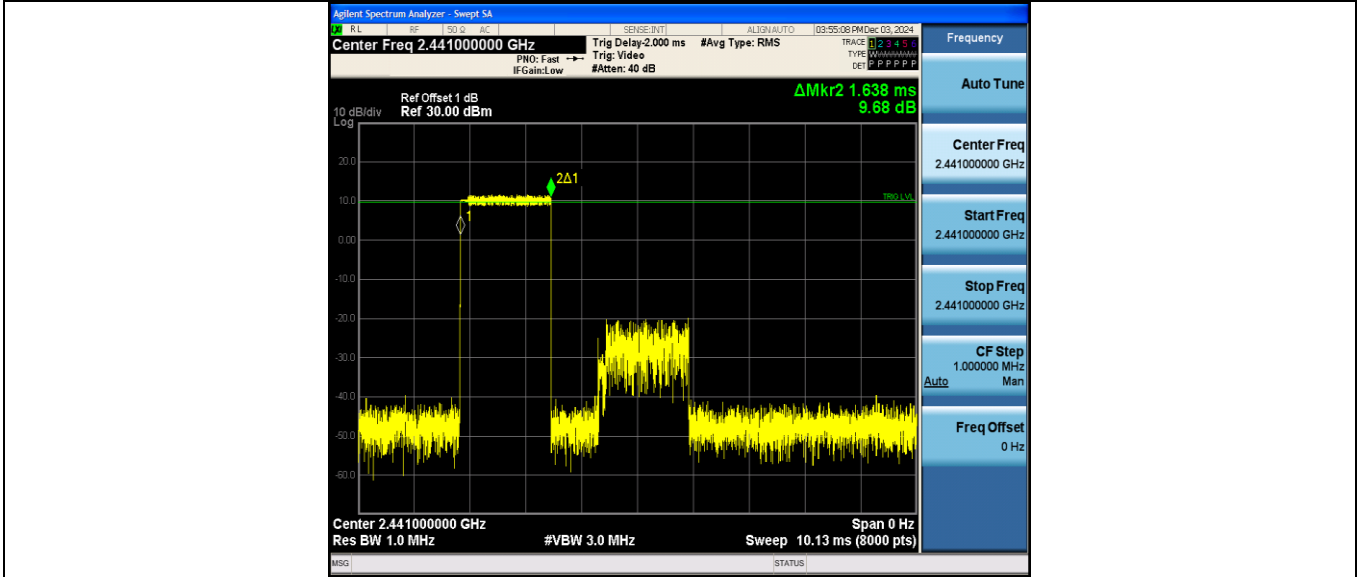 Agilent Spectrum Analyzer - Swept SA
RL RF 50 Ω AC SENSE:INT ALIGNAUTO 03:55:08 PM Dec 03, 2024
Center Freq 2.441000000 GHz
PNO: Fast
IFGain:Low
Trig Delay-2.000 ms
Trig: Video
#Atten: 40 dB
#Avg Type: RMS
TRACE 1 2 3 4 5 6
TYPE WWWWWW
DET P P P P P P
ΔMkr2 1.638 ms
9.68 dB
Ref Offset 1 dB
10 dB/div Ref 30.00 dBm
Log
20.0
10.0
0.00
-10.0
-20.0
-30.0
-40.0
-50.0
-60.0
2Δ1
1
TRIG LVL
Center 2.441000000 GHz Span 0 Hz
Res BW 1.0 MHz #VBW 3.0 MHz Sweep 10.13 ms (8000 pts)
MSG STATUS
Frequency
Auto Tune
Center Freq
2.441000000 GHz
Start Freq
2.441000000 GHz
Stop Freq
2.441000000 GHz
CF Step
1.000000 MHz
Auto Man
Freq Offset
0 Hz